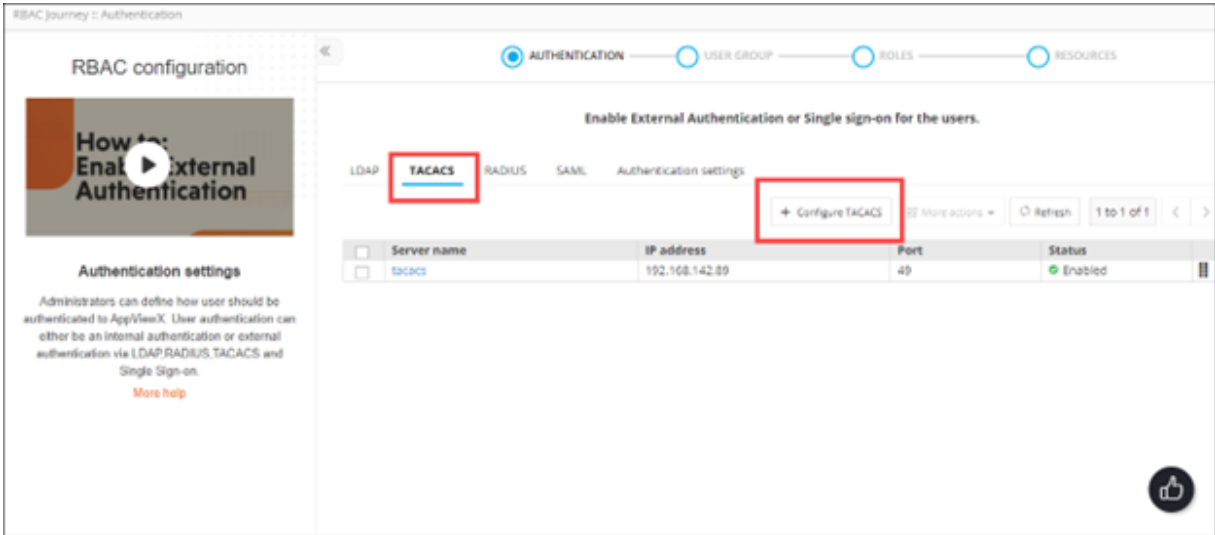 RBAC Journey :: Authentication
RBAC configuration
How to:
Enable External
Authentication
Authentication settings
Administrators can define how user should be
authenticated to AppViewX. User authentication can
either be an internal authentication or external
authentication via LDAP,RADIUS,TACACS and
Single Sign-on.
More help
AUTHENTICATION USER GROUP ROLES RESOURCES
Enable External Authentication or Single sign-on for the users.
LDAP TACACS RADIUS SAML Authentication settings
+ Configure TACACS More actions Refresh 1 to 1 of 1 < >
Server name IP address Port Status
tacacs 192.168.142.89 49 Enabled